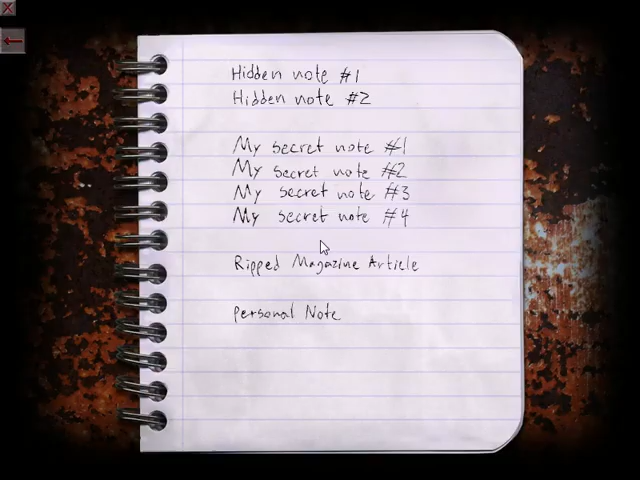 Hidden note #1
Hidden note #2
My secret note #1
My secret note #2
My secret note #3
My secret note #4
Ripped Magazine Article
personal Note